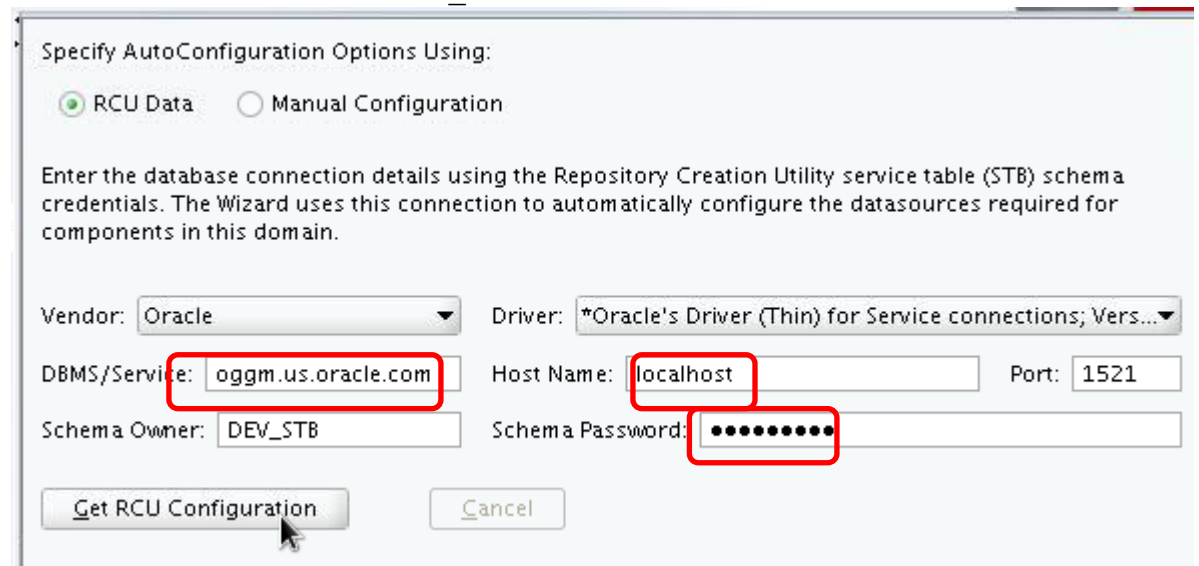 Specify AutoConfiguration Options Using:
RCU Data Manual Configuration
Enter the database connection details using the Repository Creation Utility service table (STB) schema
credentials. The Wizard uses this connection to automatically configure the datasources required for
components in this domain.
Vendor: Oracle Driver: *Oracle's Driver (Thin) for Service connections; Vers...
DBMS/Service: oggm.us.oracle.com Host Name: localhost Port: 1521
Schema Owner: DEV_STB Schema Password: •••••••••
Get RCU Configuration Cancel